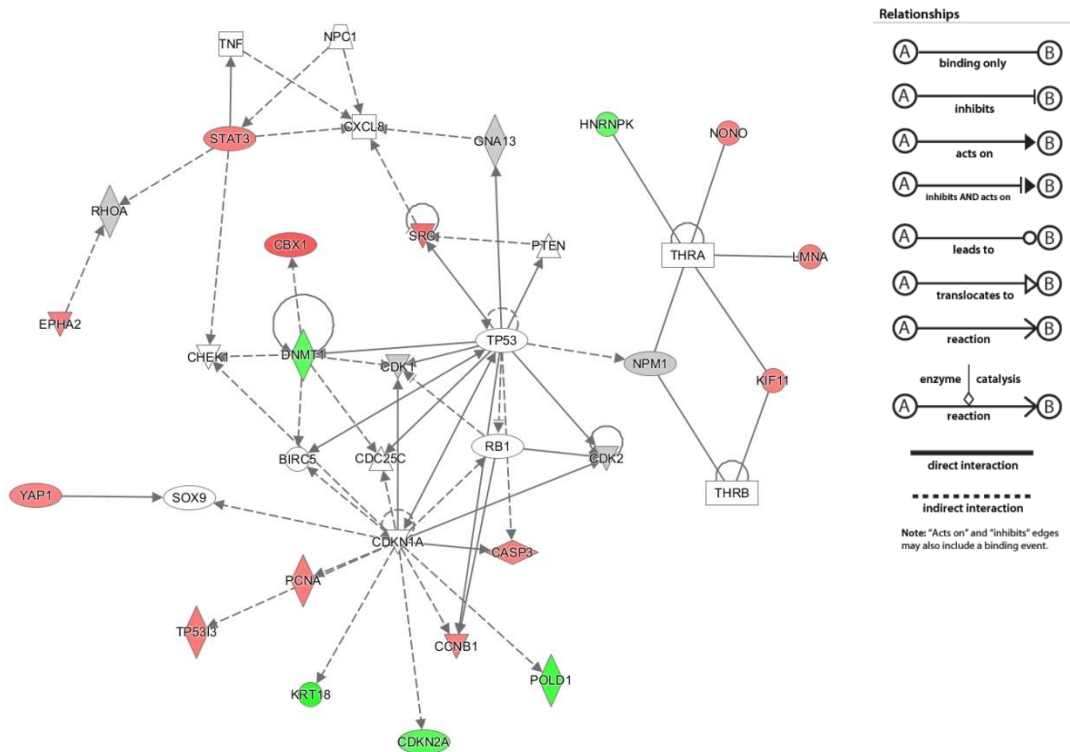 TNF
NPC1
STAT3
CXCL8
GNA13
HNRNPK
NONO
RHOA
CBX1
SRC
PTEN
THRA
LMNA
EPHA2
CHEK1
DNMT1
CDK1
TP53
NPM1
KIF11
BIRC5
CDC25C
RB1
CDK2
THRB
YAP1
SOX9
CDKN1A
CASP3
PCNA
TP53I3
CCNB1
POLD1
KRT18
CDKN2A
Relationships
A B
binding only
A B
inhibits
A B
acts on
A B
inhibits AND acts on
A B
leads to
A B
translocates to
A B
reaction
enzyme catalysis
A B
reaction
direct interaction
indirect interaction
Note: "Acts on" and "inhibits" edges
may also include a binding event.